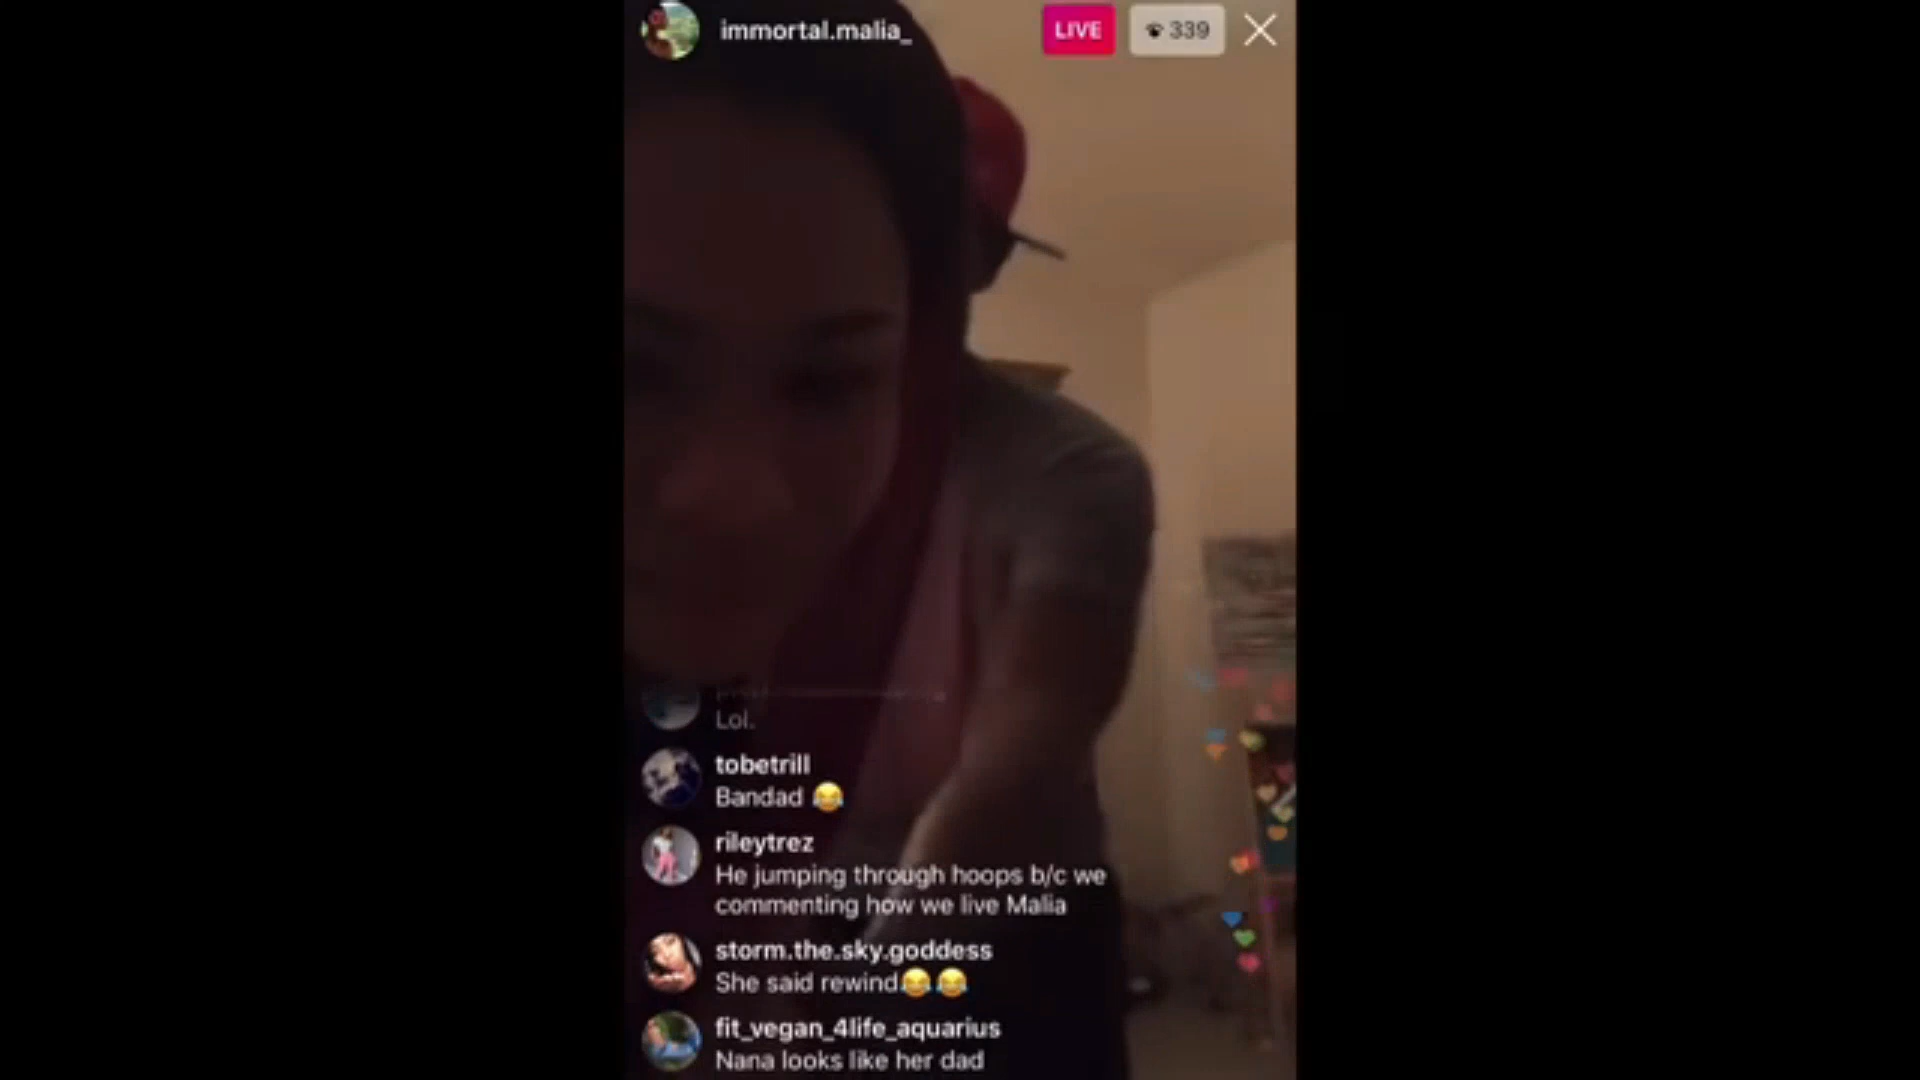 immortal.malia_
LIVE
339
Lol.
tobetrill
Bandad 😂
rileytrez
He jumping through hoops b/c we
commenting how we live Malia
storm.the.sky.goddess
She said rewind😂😂
fit_vegan_4life_aquarius
Nana looks like her dad